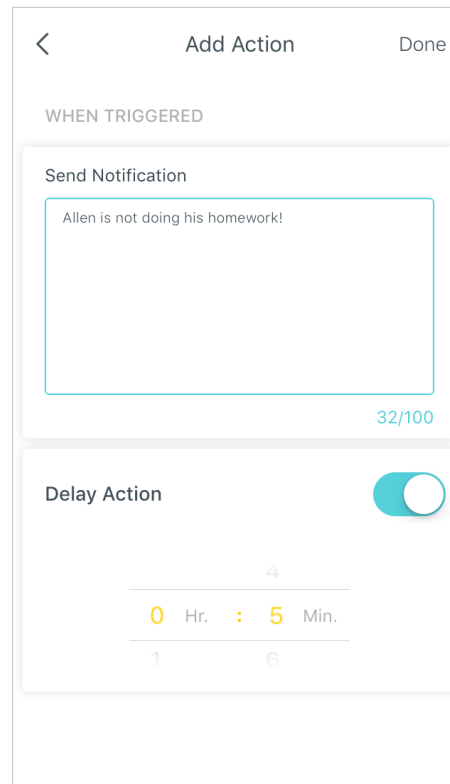 Add Action Done
WHEN TRIGGERED
Send Notification
Allen is not doing his homework!
32/100
Delay Action
4
0 Hr. : 5 Min.
1 6